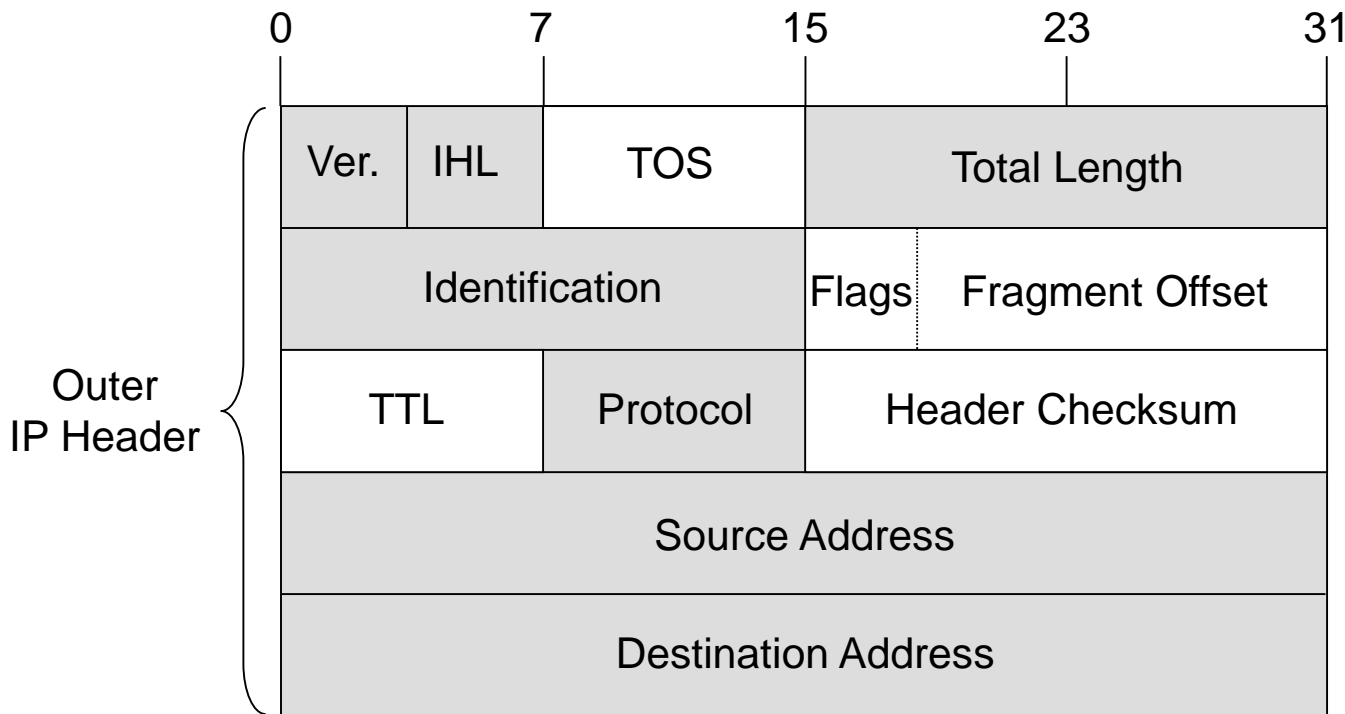 0 7 15 23 31
Ver. IHL TOS Total Length
Identification Flags Fragment Offset
TTL Protocol Header Checksum
Outer
IP Header
Source Address
Destination Address